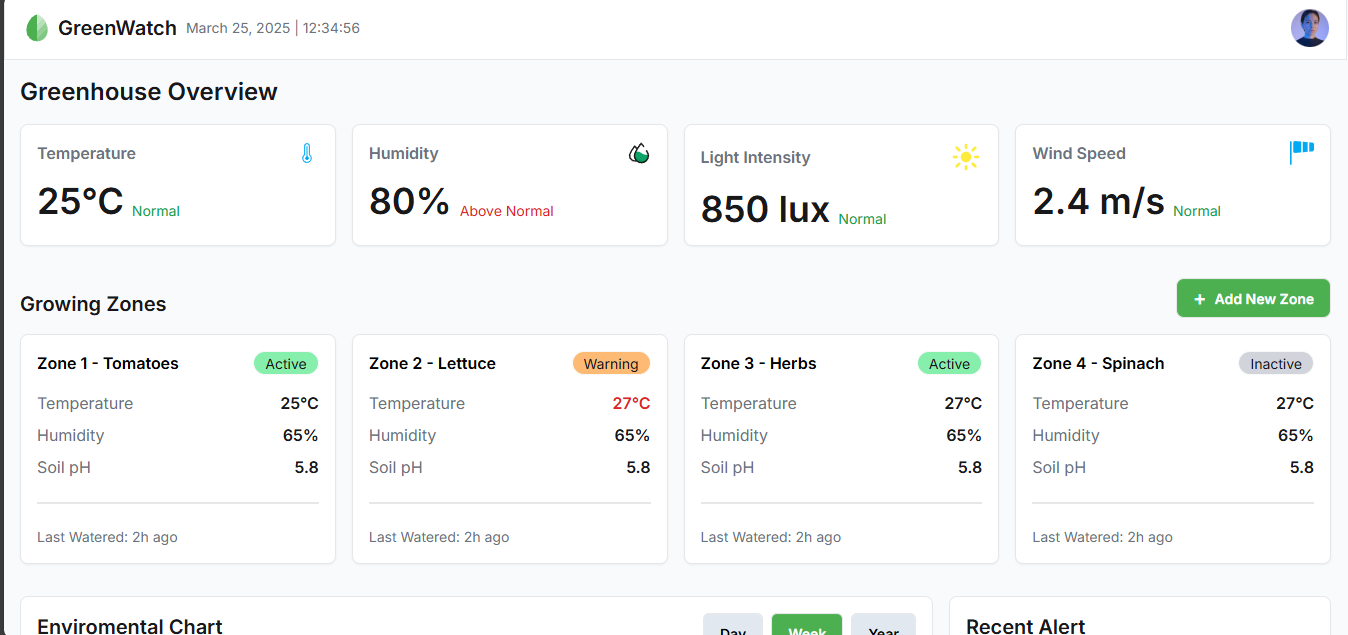 GreenWatch March 25, 2025 | 12:34:56
Greenhouse Overview
Temperature
25°C Normal
Humidity
80% Above Normal
Light Intensity
850 lux Normal
Wind Speed
2.4 m/s Normal
Growing Zones
+ Add New Zone
Zone 1 - Tomatoes Active
Temperature 25°C
Humidity 65%
Soil pH 5.8
Last Watered: 2h ago
Zone 2 - Lettuce Warning
Temperature 27°C
Humidity 65%
Soil pH 5.8
Last Watered: 2h ago
Zone 3 - Herbs Active
Temperature 27°C
Humidity 65%
Soil pH 5.8
Last Watered: 2h ago
Zone 4 - Spinach Inactive
Temperature 27°C
Humidity 65%
Soil pH 5.8
Last Watered: 2h ago
Enviromental Chart
Day Week Year
Recent Alert